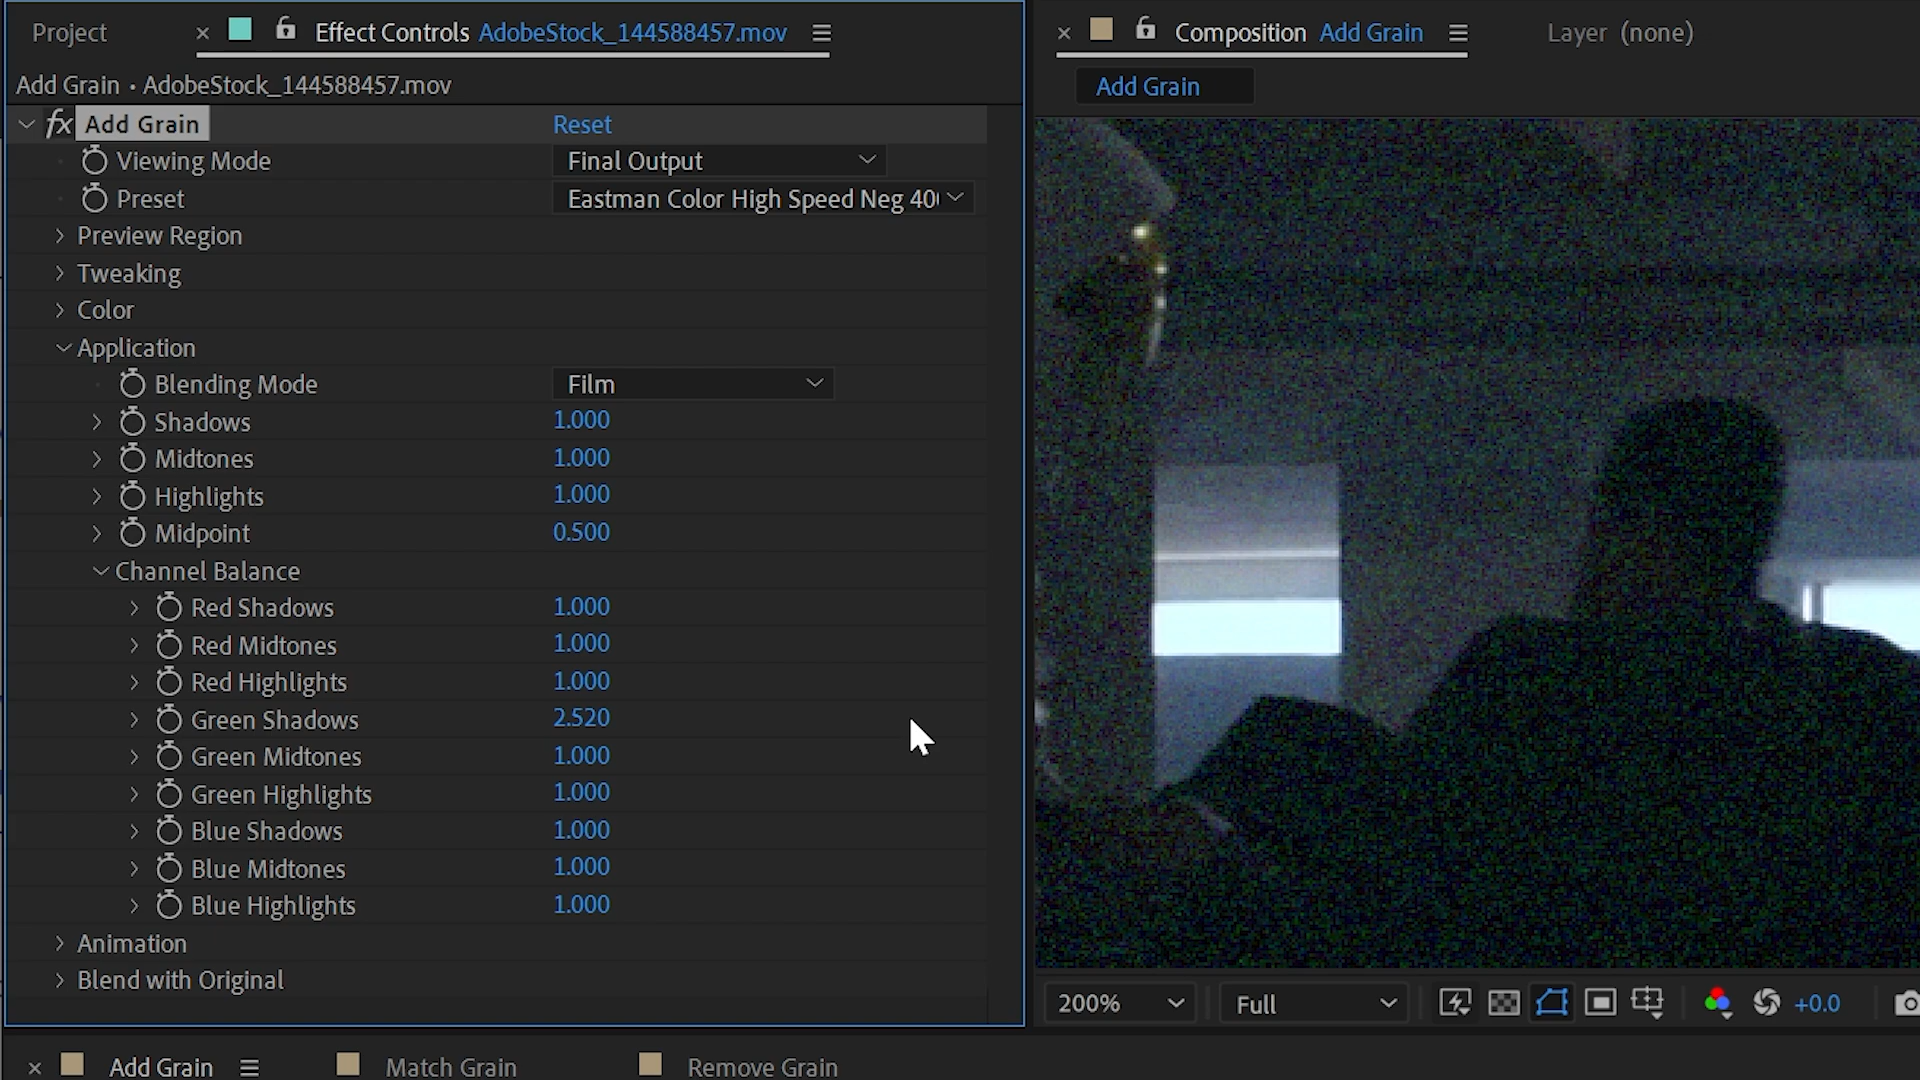 Project
Effect Controls AdobeStock_144588457.mov
Add Grain • AdobeStock_144588457.mov
fx Add Grain Reset
Viewing Mode Final Output
Preset Eastman Color High Speed Neg 40
Preview Region
Tweaking
Color
Application
Blending Mode Film
Shadows 1.000
Midtones 1.000
Highlights 1.000
Midpoint 0.500
Channel Balance
Red Shadows 1.000
Red Midtones 1.000
Red Highlights 1.000
Green Shadows 2.520
Green Midtones 1.000
Green Highlights 1.000
Blue Shadows 1.000
Blue Midtones 1.000
Blue Highlights 1.000
Animation
Blend with Original
Composition Add Grain
Layer (none)
Add Grain
200% Full +0.0
Add Grain Match Grain Remove Grain